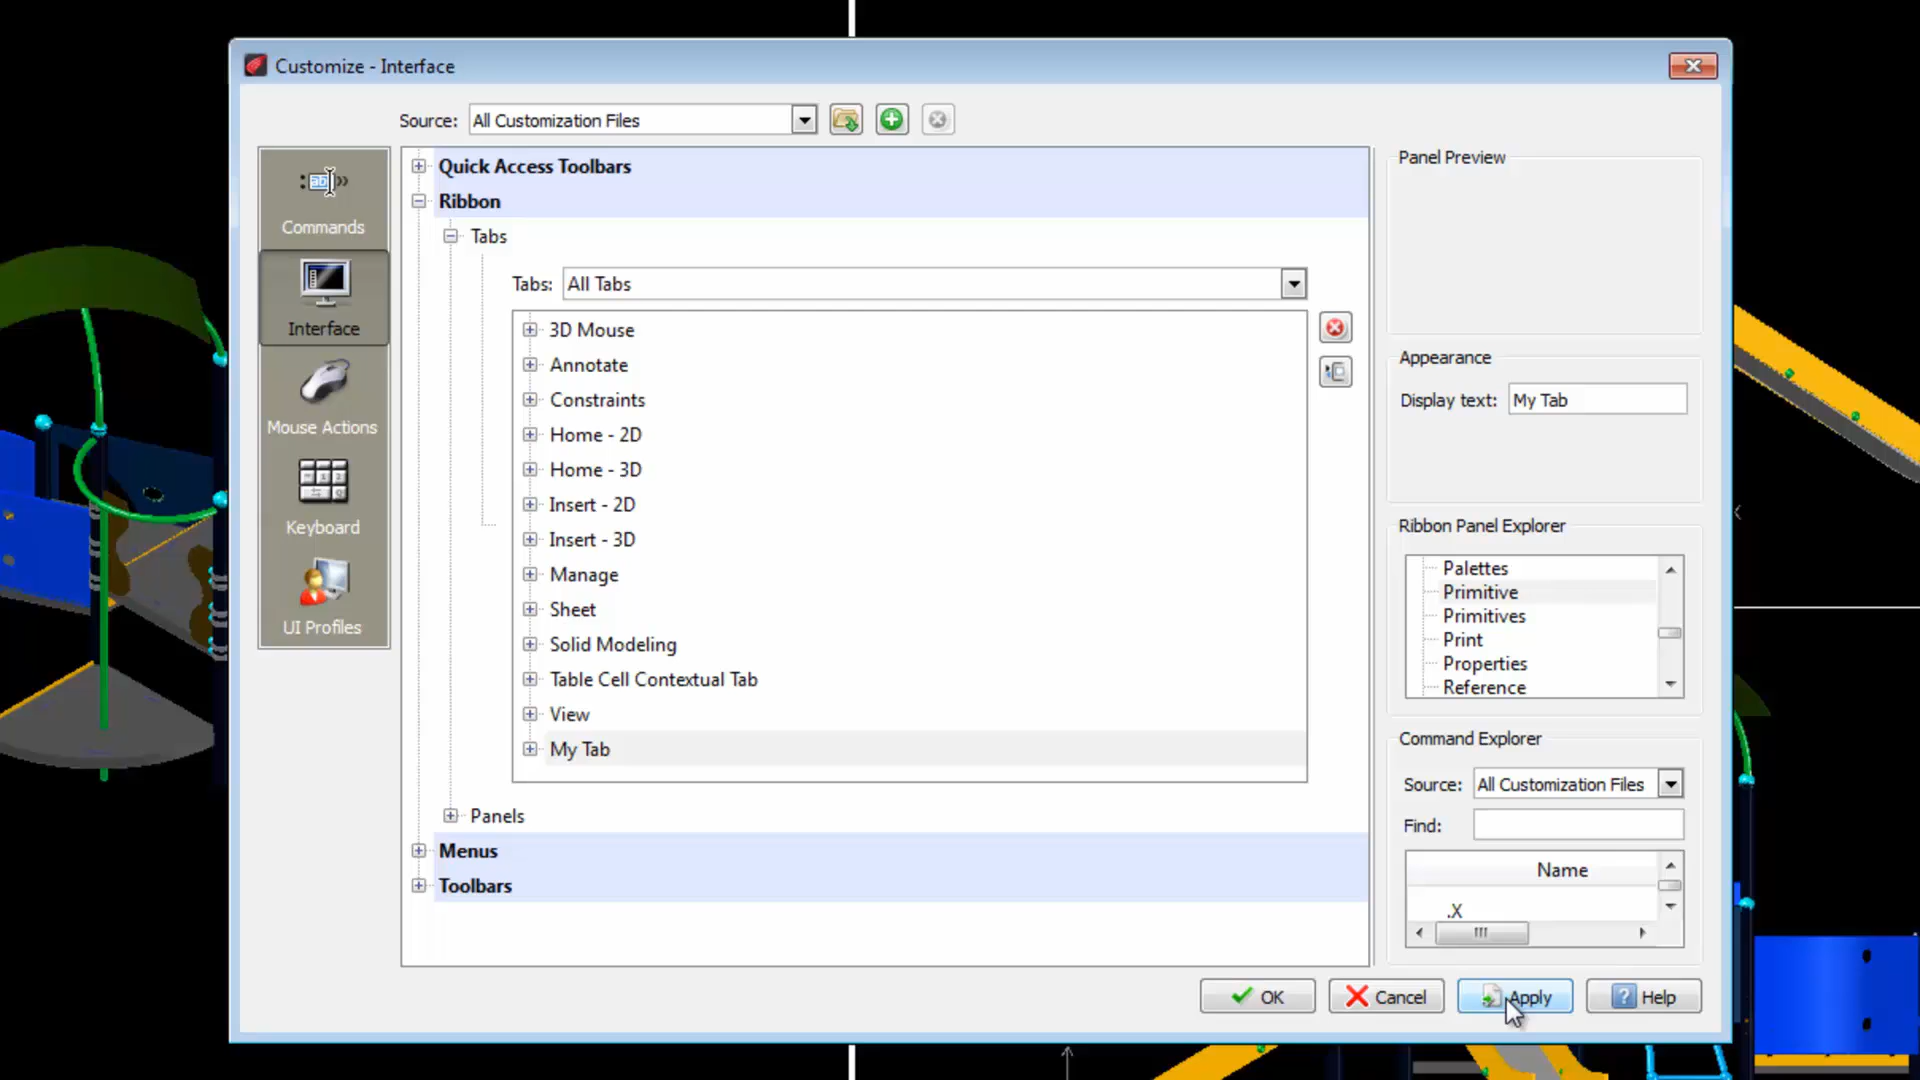 Customize - Interface
Source: All Customization Files
Commands
Interface
Mouse Actions
Keyboard
UI Profiles
Quick Access Toolbars
Ribbon
Tabs
Tabs: All Tabs
3D Mouse
Annotate
Constraints
Home - 2D
Home - 3D
Insert - 2D
Insert - 3D
Manage
Sheet
Solid Modeling
Table Cell Contextual Tab
View
My Tab
Panels
Menus
Toolbars
Panel Preview
Appearance
Display text: My Tab
Ribbon Panel Explorer
Palettes
Primitive
Primitives
Print
Properties
Reference
Command Explorer
Source: All Customization Files
Find:
Name
.X
OK
Cancel
Apply
Help